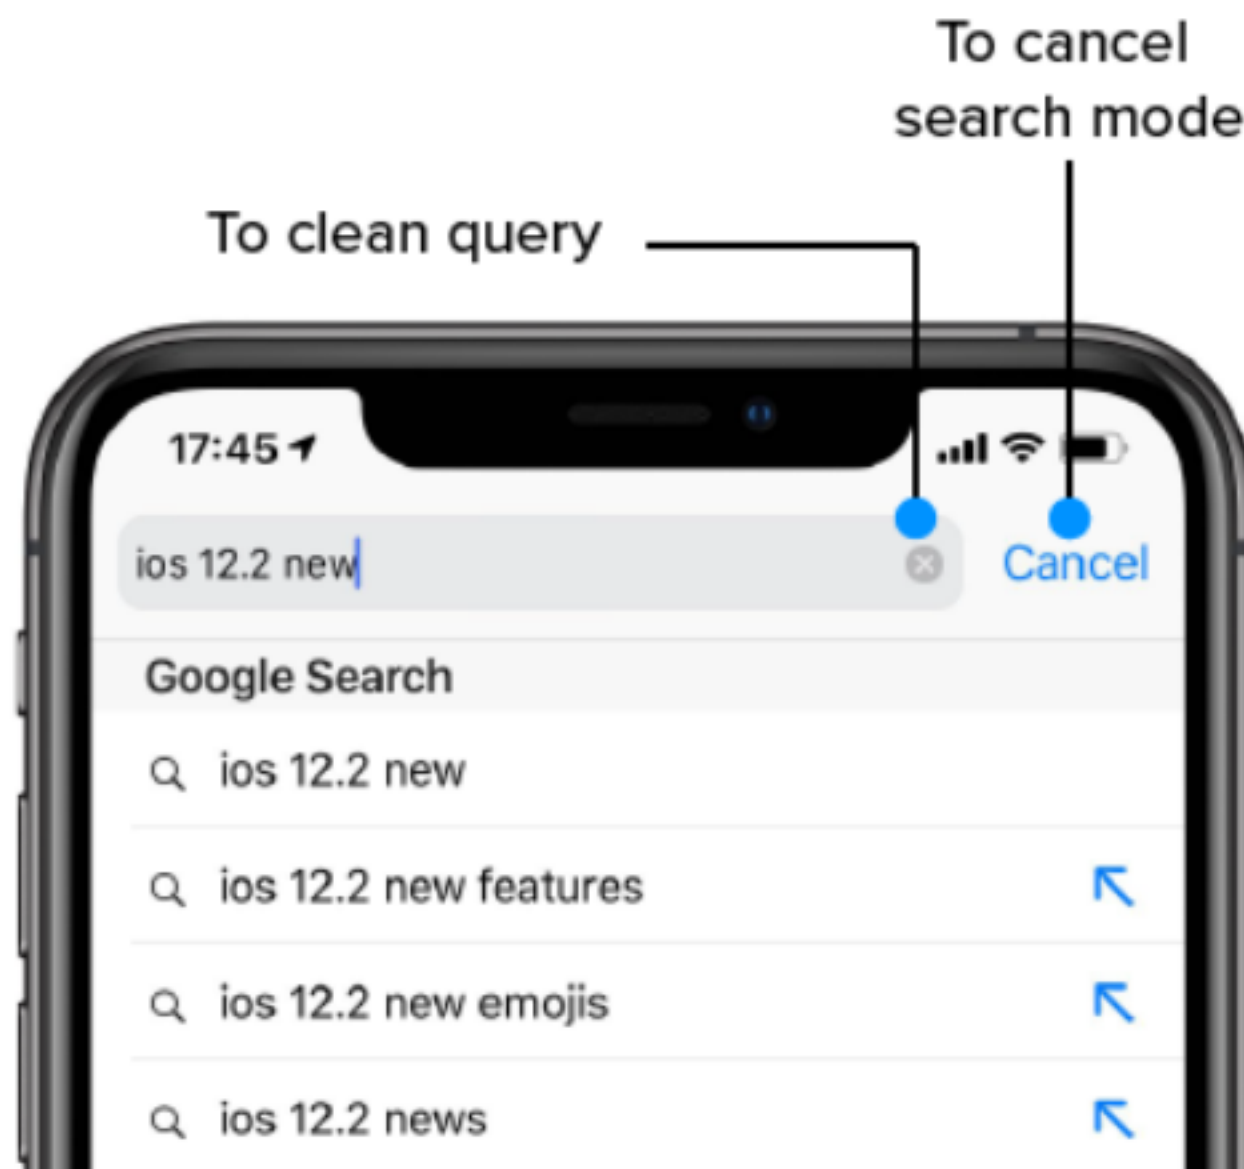 To cancel
search mode
To clean query
17:45
ios 12.2 new
Cancel
Google Search
ios 12.2 new
ios 12.2 new features
ios 12.2 new emojis
ios 12.2 news